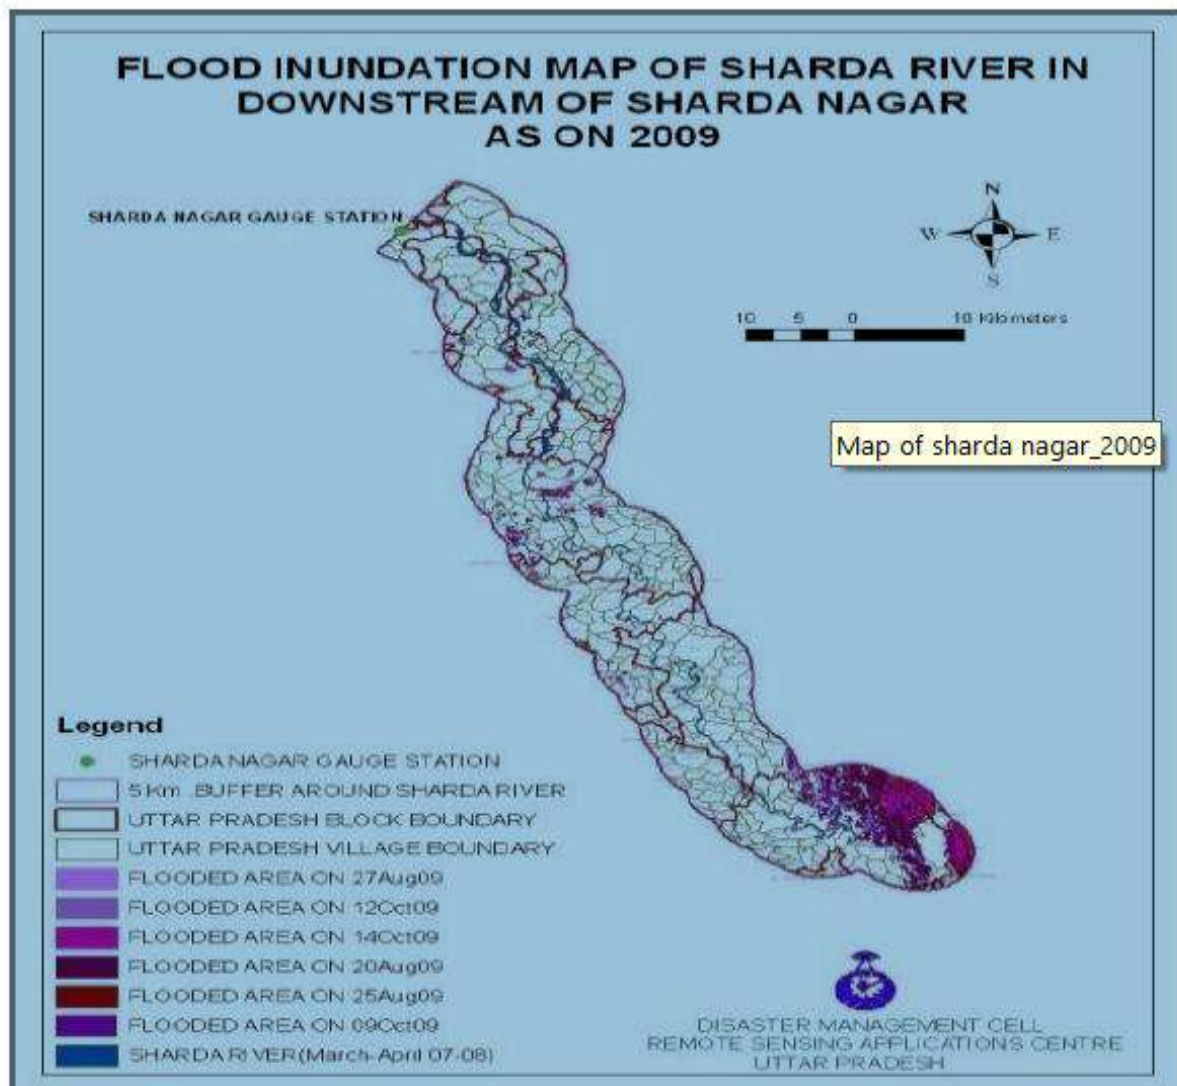 FLOOD INUNDATION MAP OF SHARDA RIVER IN
DOWNSTREAM OF SHARDA NAGAR
AS ON 2009
SHARDA NAGAR GAUGE STATION
N
W
E
S
10 5 0 10 Kilometers
Map of sharda nagar_2009
Legend
SHARDA NAGAR GAUGE STATION
5 Km .BUFFER AROUND SHARDA RIVER
UTTAR PRADESH BLOCK BOUNDARY
UTTAR PRADESH VILLAGE BOUNDARY
FLOODED AREA ON 27Aug09
FLOODED AREA ON 12Oct09
FLOODED AREA ON 14Oct09
FLOODED AREA ON 20Aug09
FLOODED AREA ON 25Aug09
FLOODED AREA ON 09Oct09
SHARDA RIVER(March-April 07-08)
DISASTER MANAGEMENT CELL
REMOTE SENSING APPLICATIONS CENTRE
UTTAR PRADESH